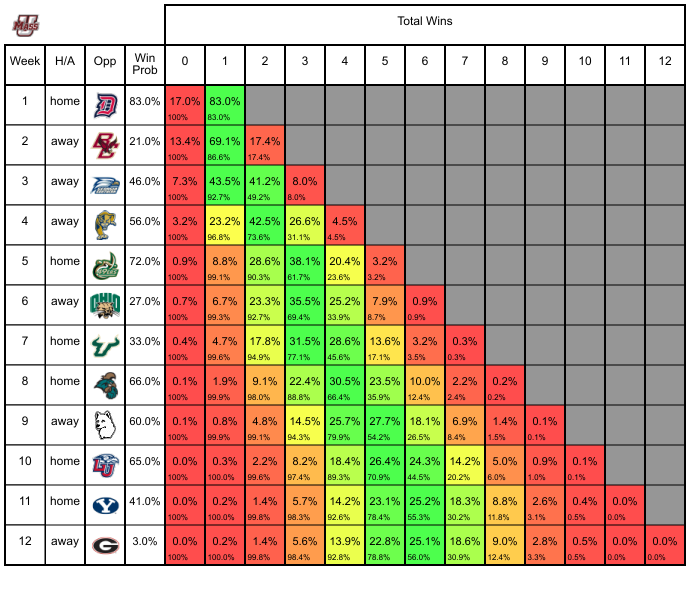 Mass
Total Wins
Week H/A Opp Win Prob 0 1 2 3 4 5 6 7 8 9 10 11 12
1 home 83.0% 17.0% 83.0%
100% 83.0%
2 away 21.0% 13.4% 69.1% 17.4%
100% 86.6% 17.4%
3 away 46.0% 7.3% 43.5% 41.2% 8.0%
100% 92.7% 49.2% 8.0%
4 away 56.0% 3.2% 23.2% 42.5% 26.6% 4.5%
100% 96.8% 73.6% 31.1% 4.5%
5 home 72.0% 0.9% 8.8% 28.6% 38.1% 20.4% 3.2%
100% 99.1% 90.3% 61.7% 23.6% 3.2%
6 away OHIO 27.0% 0.7% 6.7% 23.3% 35.5% 25.2% 7.9% 0.9%
100% 99.3% 92.7% 69.4% 33.9% 8.7% 0.9%
7 home 33.0% 0.4% 4.7% 17.8% 31.5% 28.6% 13.6% 3.2% 0.3%
100% 99.6% 94.9% 77.1% 45.6% 17.1% 3.5% 0.3%
8 home 66.0% 0.1% 1.9% 9.1% 22.4% 30.5% 23.5% 10.0% 2.2% 0.2%
100% 99.9% 98.0% 88.8% 66.4% 35.9% 12.4% 2.4% 0.2%
9 away 60.0% 0.1% 0.8% 4.8% 14.5% 25.7% 27.7% 18.1% 6.9% 1.4% 0.1%
100% 99.9% 99.1% 94.3% 79.9% 54.2% 26.5% 8.4% 1.5% 0.1%
10 home LU 65.0% 0.0% 0.3% 2.2% 8.2% 18.4% 26.4% 24.3% 14.2% 5.0% 0.9% 0.1%
100% 100.0% 99.6% 97.4% 89.3% 70.9% 44.5% 20.2% 6.0% 1.0% 0.1%
11 home Y 41.0% 0.0% 0.2% 1.4% 5.7% 14.2% 23.1% 25.2% 18.3% 8.8% 2.6% 0.4% 0.0%
100% 100.0% 99.8% 98.3% 92.6% 78.4% 55.3% 30.2% 11.8% 3.1% 0.5% 0.0%
12 away G 3.0% 0.0% 0.2% 1.4% 5.6% 13.9% 22.8% 25.1% 18.6% 9.0% 2.8% 0.5% 0.0% 0.0%
100% 100.0% 99.8% 98.4% 92.8% 78.8% 56.0% 30.9% 12.4% 3.3% 0.5% 0.0% 0.0%